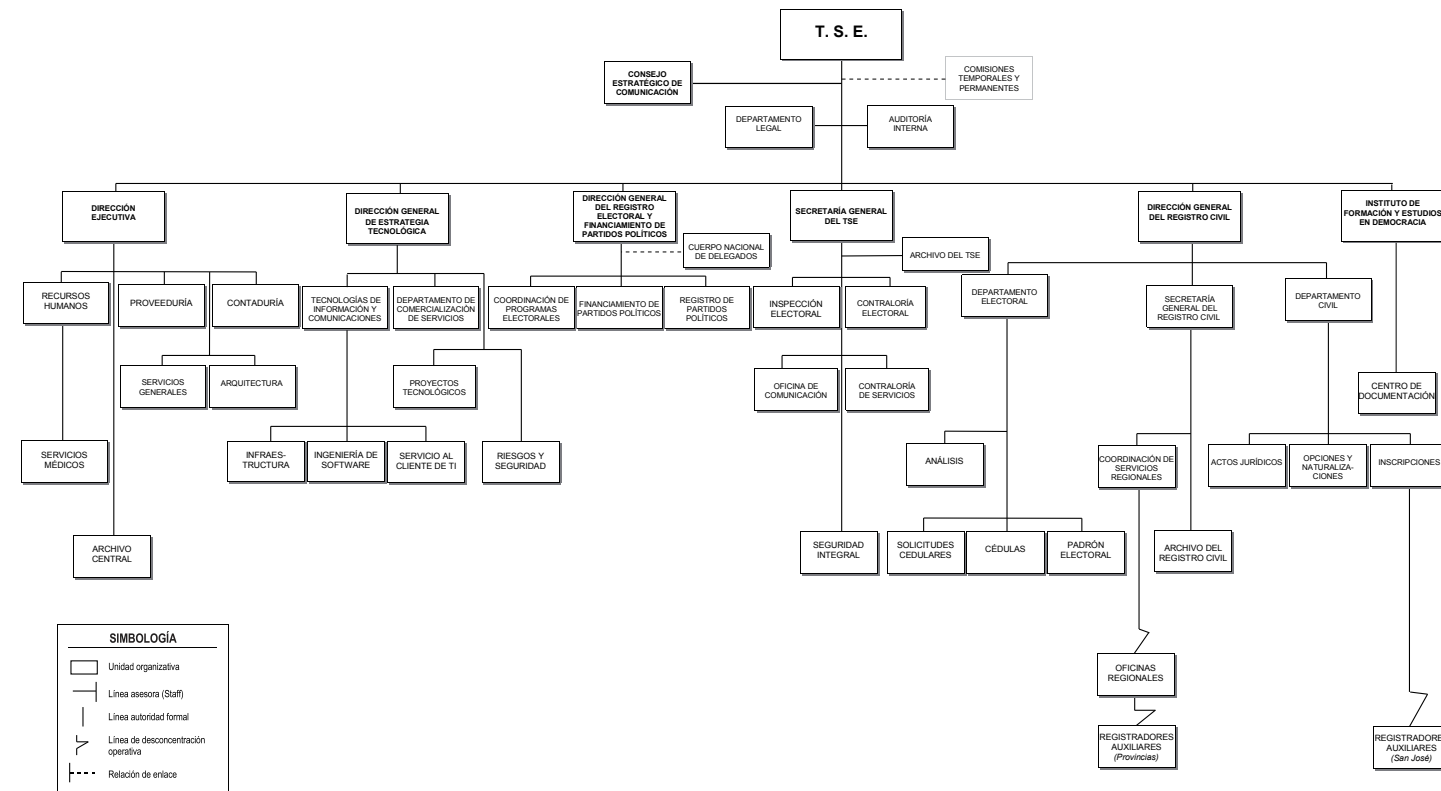 T. S. E.
CONSEJO
ESTRATÉGICO DE
COMUNICACIÓN
COMISIONES
TEMPORALES Y
PERMANENTES
DEPARTAMENTO
LEGAL
AUDITORÍA
INTERNA
DIRECCIÓN
EJECUTIVA
DIRECCIÓN GENERAL
DE ESTRATEGIA
TECNOLÓGICA
DIRECCIÓN GENERAL
DEL REGISTRO
ELECTORAL Y
FINANCIAMIENTO DE
PARTIDOS POLÍTICOS
SECRETARÍA GENERAL
DEL TSE
DIRECCIÓN GENERAL
DEL REGISTRO CIVIL
INSTITUTO DE
FORMACIÓN Y ESTUDIOS
EN DEMOCRACIA
CUERPO NACIONAL
DE DELEGADOS
ARCHIVO DEL TSE
RECURSOS
HUMANOS
PROVEEDURÍA
CONTADURÍA
TECNOLOGÍAS DE
INFORMACIÓN Y
COMUNICACIONES
DEPARTAMENTO DE
COMERCIALIZACIÓN
DE SERVICIOS
COORDINACIÓN DE
PROGRAMAS
ELECTORALES
FINANCIAMIENTO DE
PARTIDOS POLÍTICOS
REGISTRO DE
PARTIDOS
POLÍTICOS
INSPECCIÓN
ELECTORAL
CONTRALORÍA
ELECTORAL
DEPARTAMENTO
ELECTORAL
SECRETARÍA
GENERAL DEL
REGISTRO CIVIL
DEPARTAMENTO
CIVIL
SERVICIOS
GENERALES
ARQUITECTURA
PROYECTOS
TECNOLÓGICOS
OFICINA DE
COMUNICACIÓN
CONTRALORÍA
DE SERVICIOS
CENTRO DE
DOCUMENTACIÓN
SERVICIOS
MÉDICOS
INFRAES-
TRUCTURA
INGENIERÍA DE
SOFTWARE
SERVICIO AL
CLIENTE DE TI
RIESGOS Y
SEGURIDAD
ANÁLISIS
COORDINACIÓN DE
SERVICIOS
REGIONALES
ACTOS JURÍDICOS
OPCIONES Y
NATURALIZA-
CIONES
INSCRIPCIONES
ARCHIVO
CENTRAL
SEGURIDAD
INTEGRAL
SOLICITUDES
CEDULARES
CÉDULAS
PADRÓN
ELECTORAL
ARCHIVO DEL
REGISTRO CIVIL
OFICINAS
REGIONALES
REGISTRADORES
AUXILIARES
(Provincias)
REGISTRADORE
AUXILIARES
(San José)
SIMBOLOGÍA
Unidad organizativa
Línea asesora (Staff)
Línea autoridad formal
Línea de desconcentración
operativa
Relación de enlace